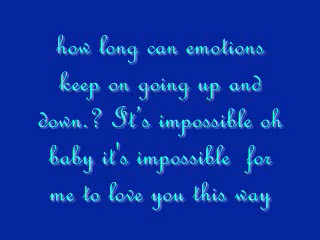 how long can emotions
keep on going up and
down.? It's impossible oh
baby it's impossible  for
me to love you this way